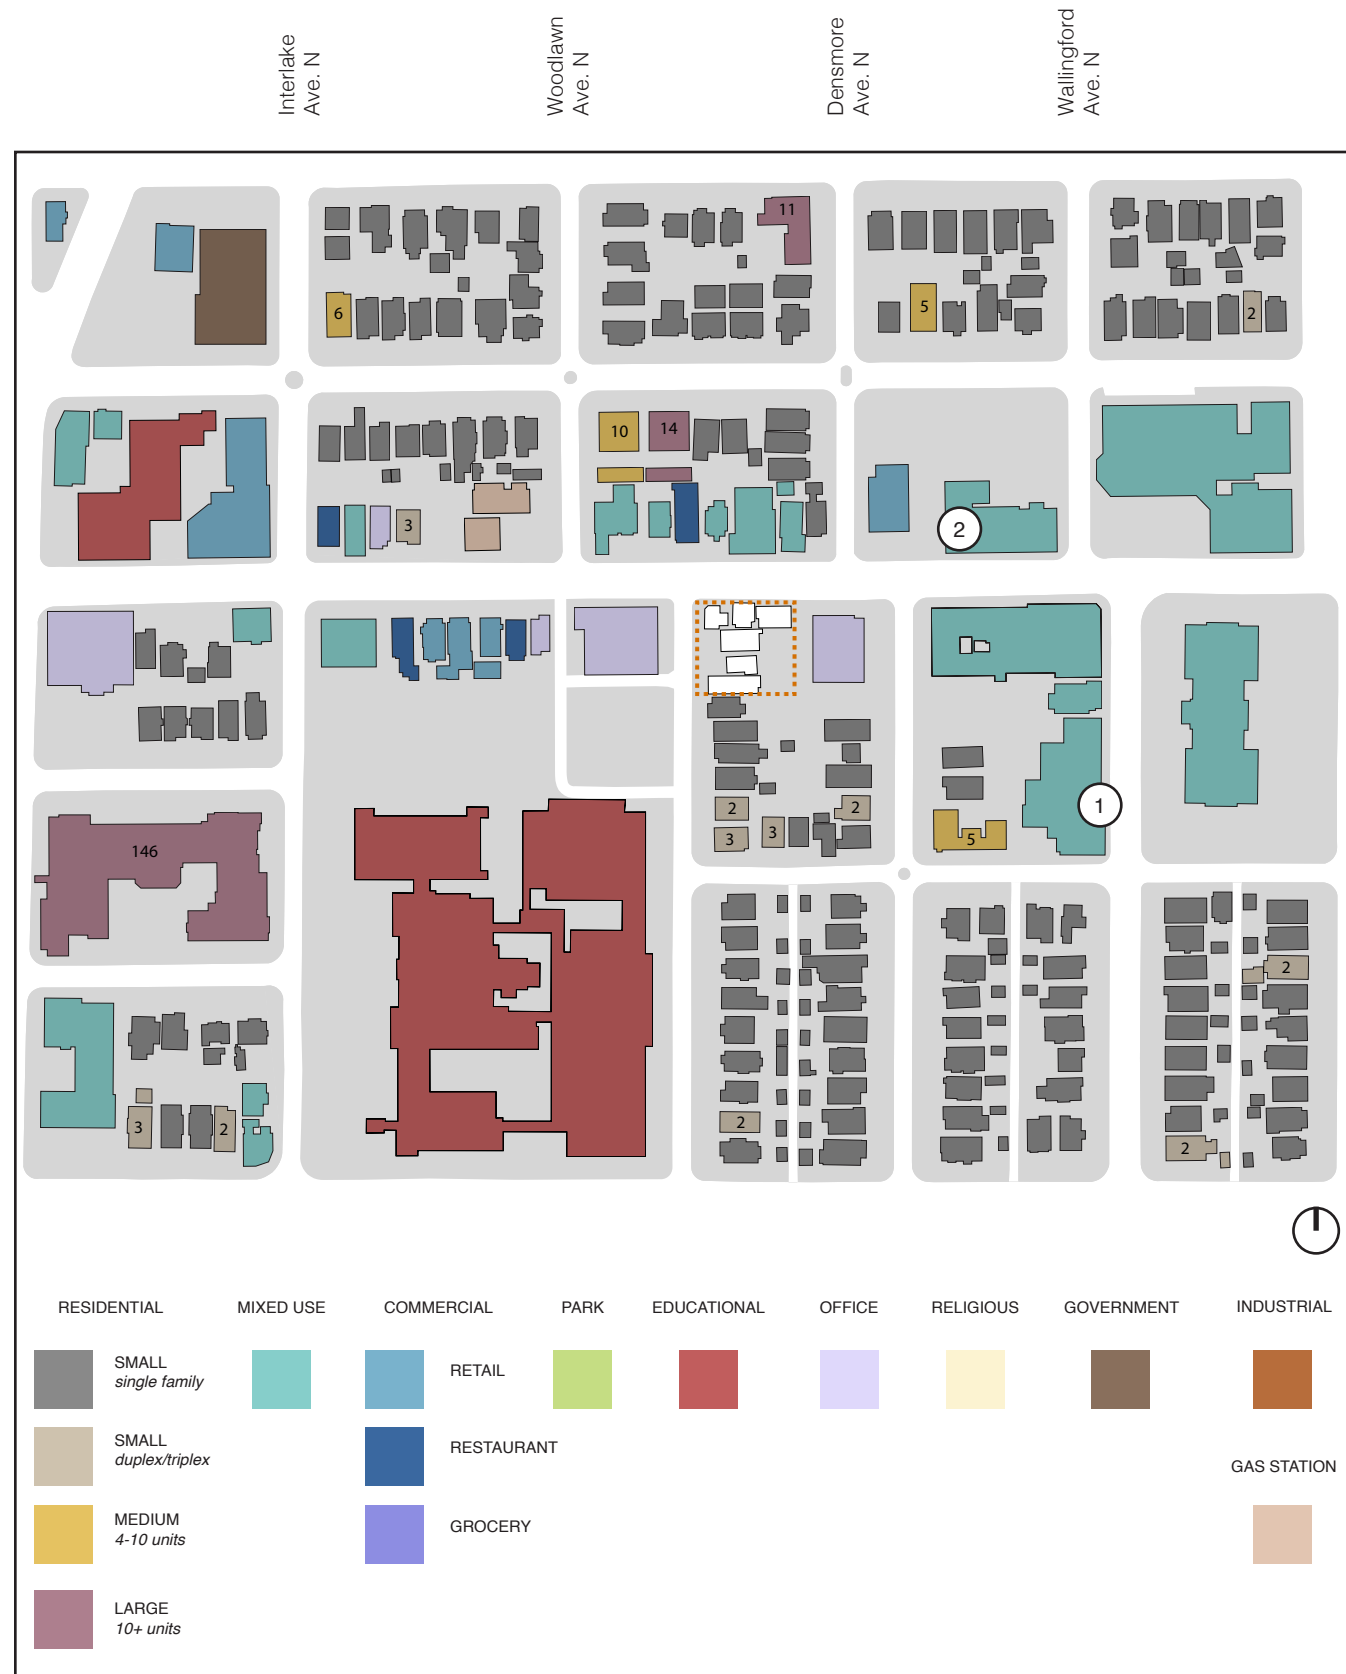 Interlake
Ave. N
Woodlawn
Ave. N
Densmore
Ave. N
Wallingford
Ave. N
11
6
5
2
10
14
3
2
2
2
3
3
5
1
146
2
3
2
2
2
RESIDENTIAL
MIXED USE
COMMERCIAL
PARK
EDUCATIONAL
OFFICE
RELIGIOUS
GOVERNMENT
INDUSTRIAL
SMALL
single family
RETAIL
SMALL
duplex/triplex
RESTAURANT
GAS STATION
MEDIUM
4-10 units
GROCERY
LARGE
10+ units